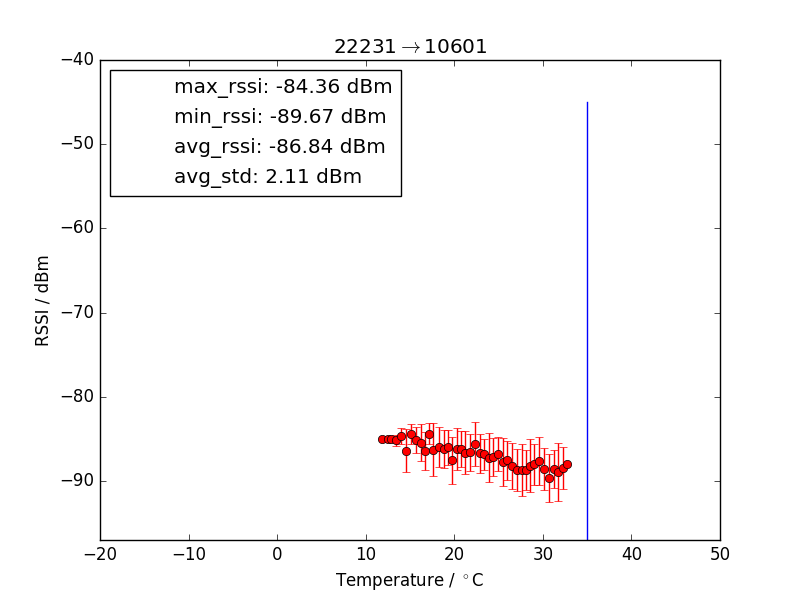 22231→10601
max_rssi: -84.36 dBm
min_rssi: -89.67 dBm
avg_rssi: -86.84 dBm
avg_std: 2.11 dBm
RSSI / dBm
−40
−50
−60
−70
−80
−90
−20 −10 0 10 20 30 40 50
Temperature / °C